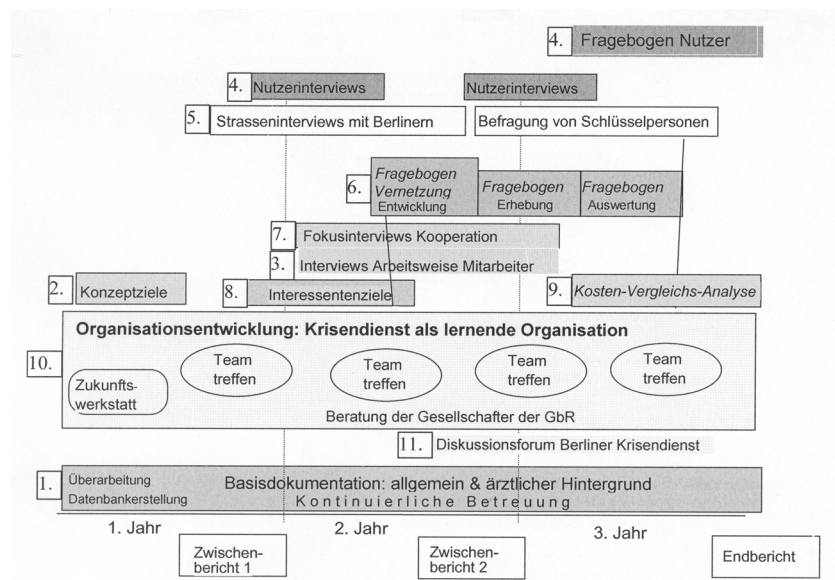 4. Fragebogen Nutzer
4. Nutzerinterviews
Nutzerinterviews
5. Strasseninterviews mit Berlinern
Befragung von Schlüsselpersonen
6.
Fragebogen
Vernetzung
Entwicklung
Fragebogen
Erhebung
Fragebogen
Auswertung
7. Fokusinterviews Kooperation
3. Interviews Arbeitsweise Mitarbeiter
2. Konzeptziele
8. Interessentenziele
9. Kosten-Vergleichs-Analyse
10.
Organisationsentwicklung: Krisendienst als lernende Organisation
Zukunfts-
werkstatt
Team
treffen
Team
treffen
Team
treffen
Team
treffen
Beratung der Gesellschafter der GbR
11. Diskussionsforum Berliner Krisendienst
1.
Überarbeitung
Datenbankerstellung
Basisdokumentation: allgemein & ärztlicher Hintergrund
Kontinuierliche Betreuung
1. Jahr
2. Jahr
3. Jahr
Zwischen-
bericht 1
Zwischen-
bericht 2
Endbericht